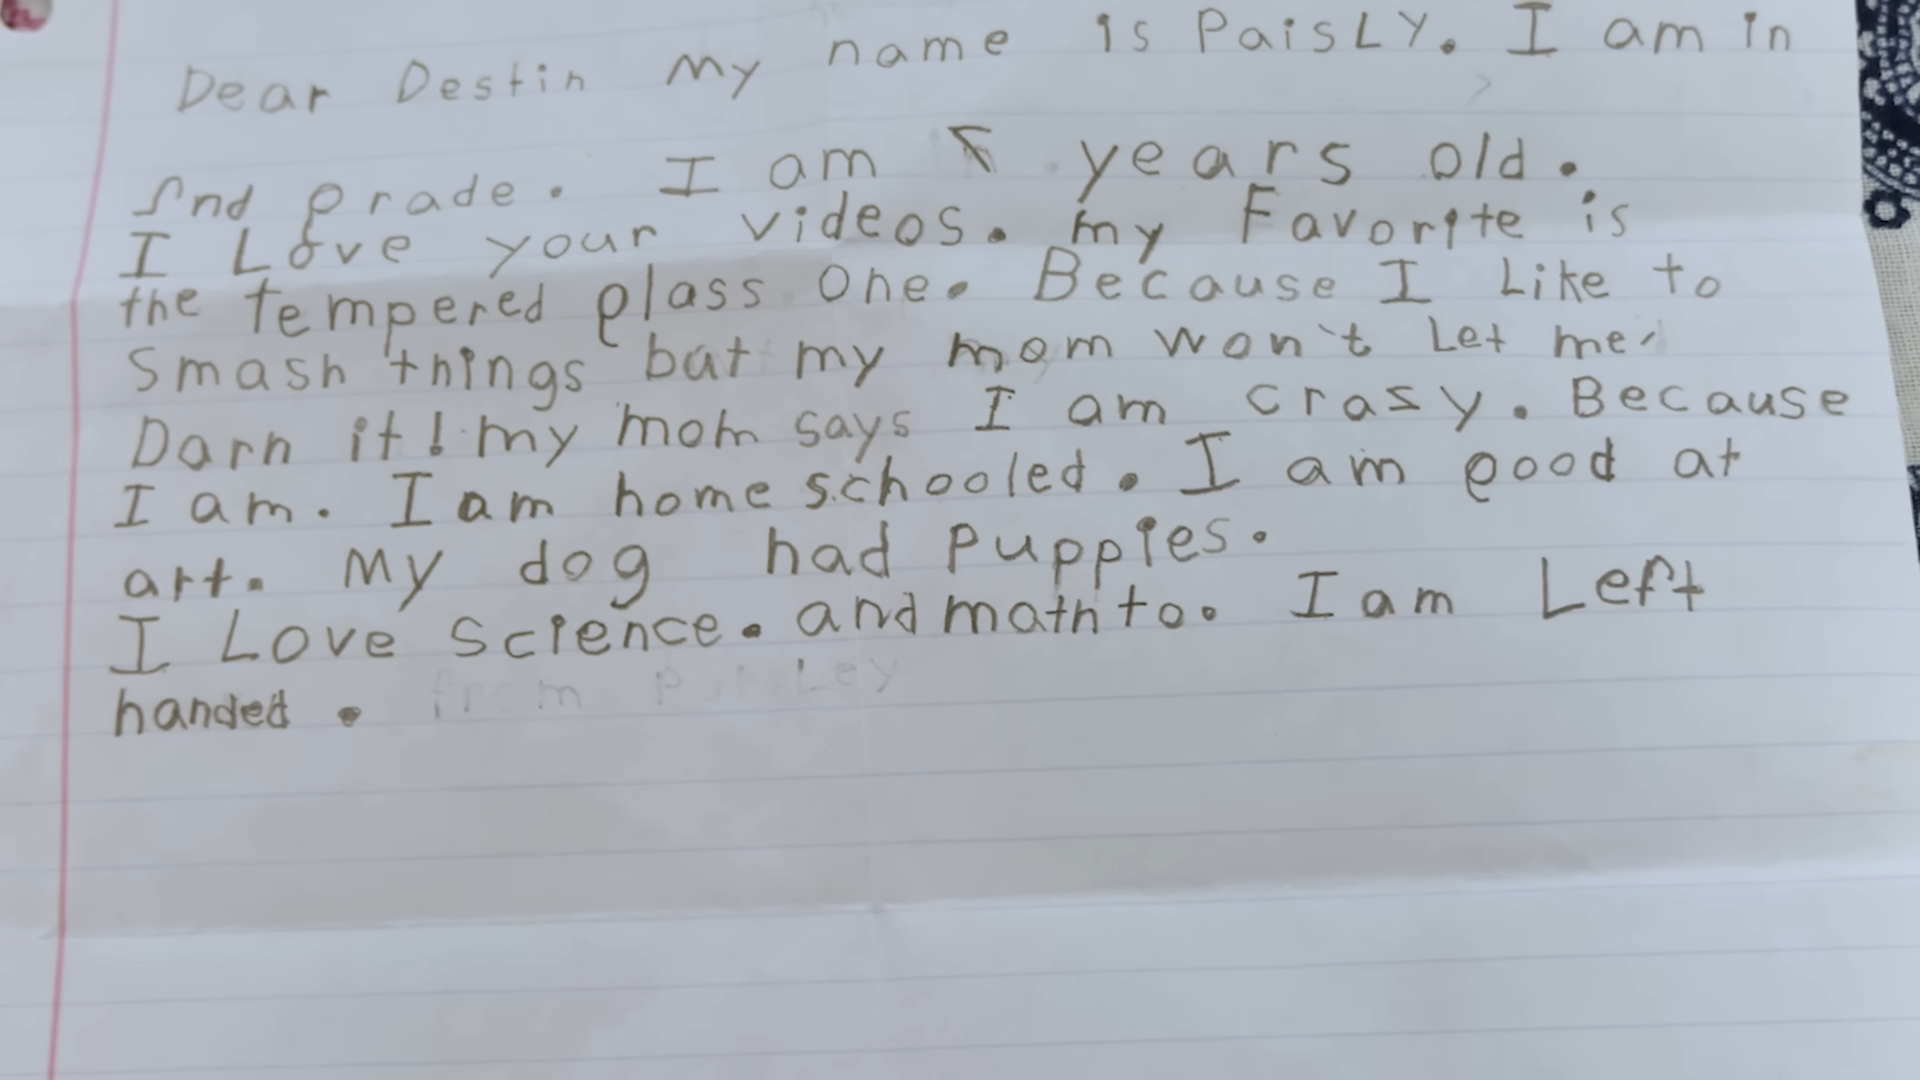 Dear Destin My name is PaisLY. I am in
2nd grade. I am years old.
I Love your videos. my Favorite is
the tempered glass one. Because I Like to
Smash things bat my mom won't Let me.
Darn it! my mom says I am crasy. Because
I am. I am home schooled. I am good at
art. My dog had puppies.
I Love Science. and math to. I am Left
handed. from Paisley